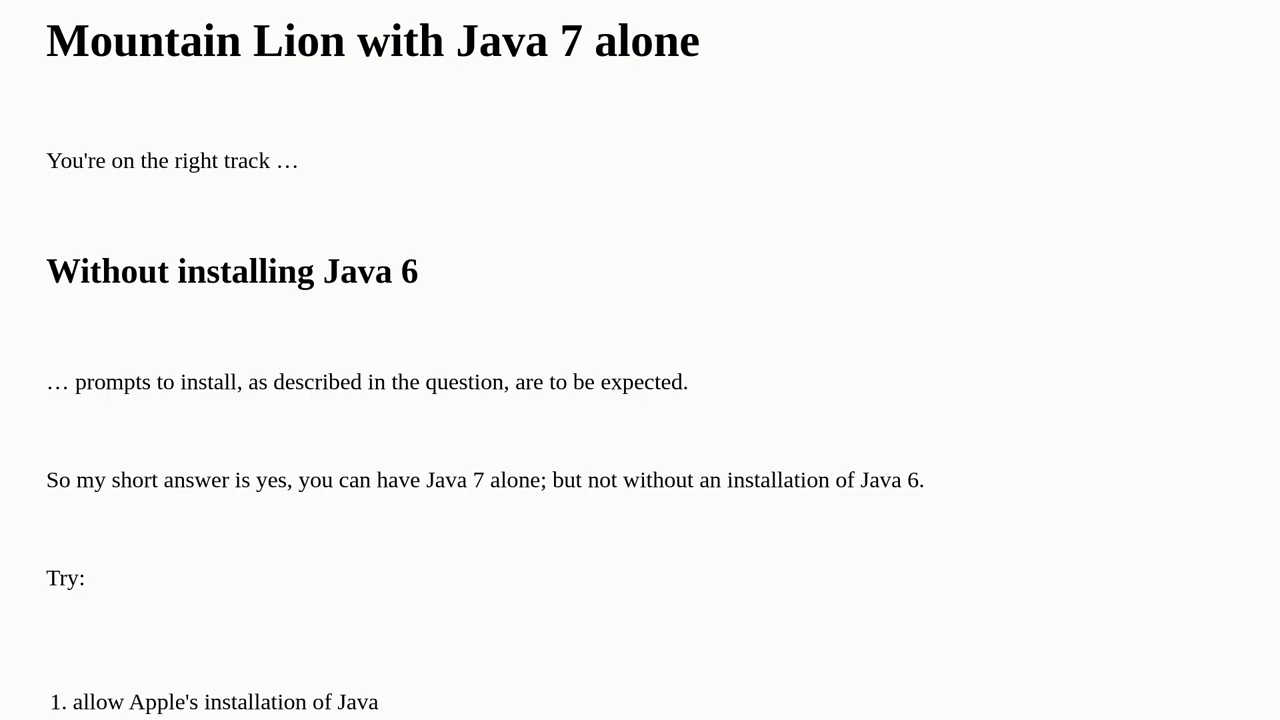 Mountain Lion with Java 7 alone
You're on the right track …
Without installing Java 6
… prompts to install, as described in the question, are to be expected.
So my short answer is yes, you can have Java 7 alone; but not without an installation of Java 6.
Try:
1. allow Apple's installation of Java